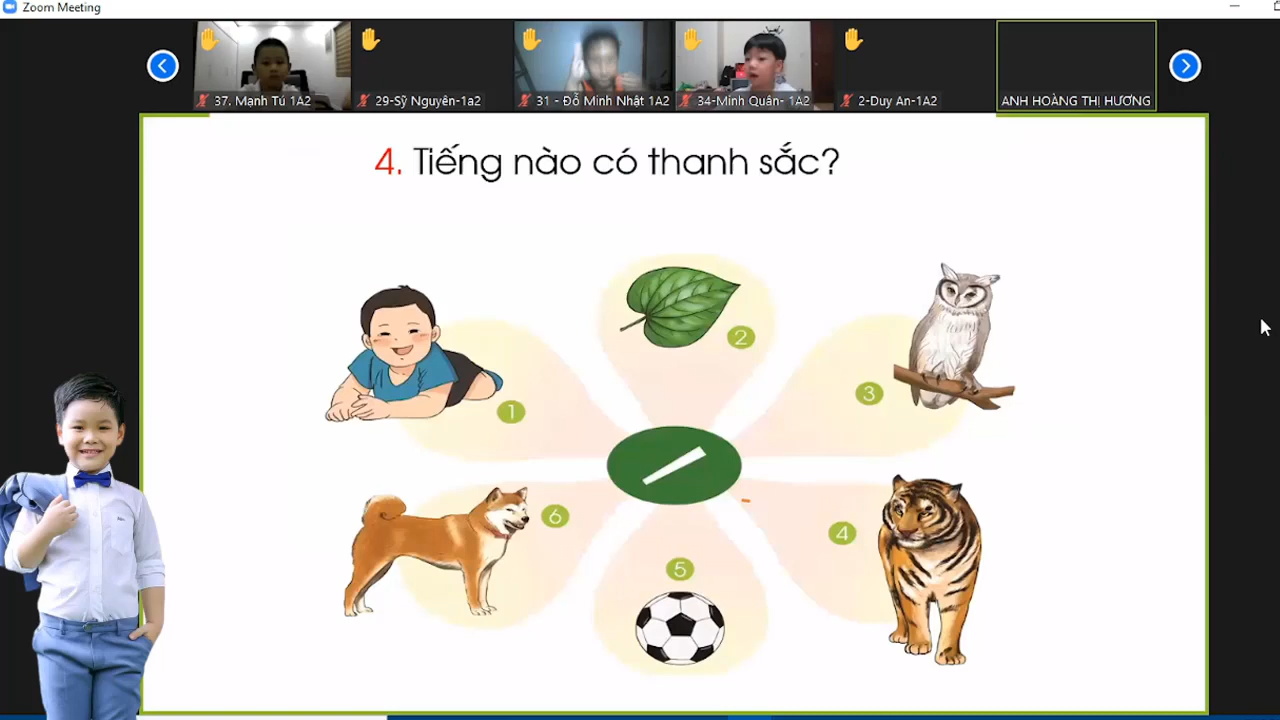 Zoom Meeting
37. Mạnh Tú 1A2
29-Sỹ Nguyên-1a2
31 - Đỗ Minh Nhật 1A2
34-Minh Quân- 1A2
2-Duy An-1A2
ANH HOÀNG THỊ HƯƠNG
4. Tiếng nào có thanh sắc?
1
2
3
4
5
6